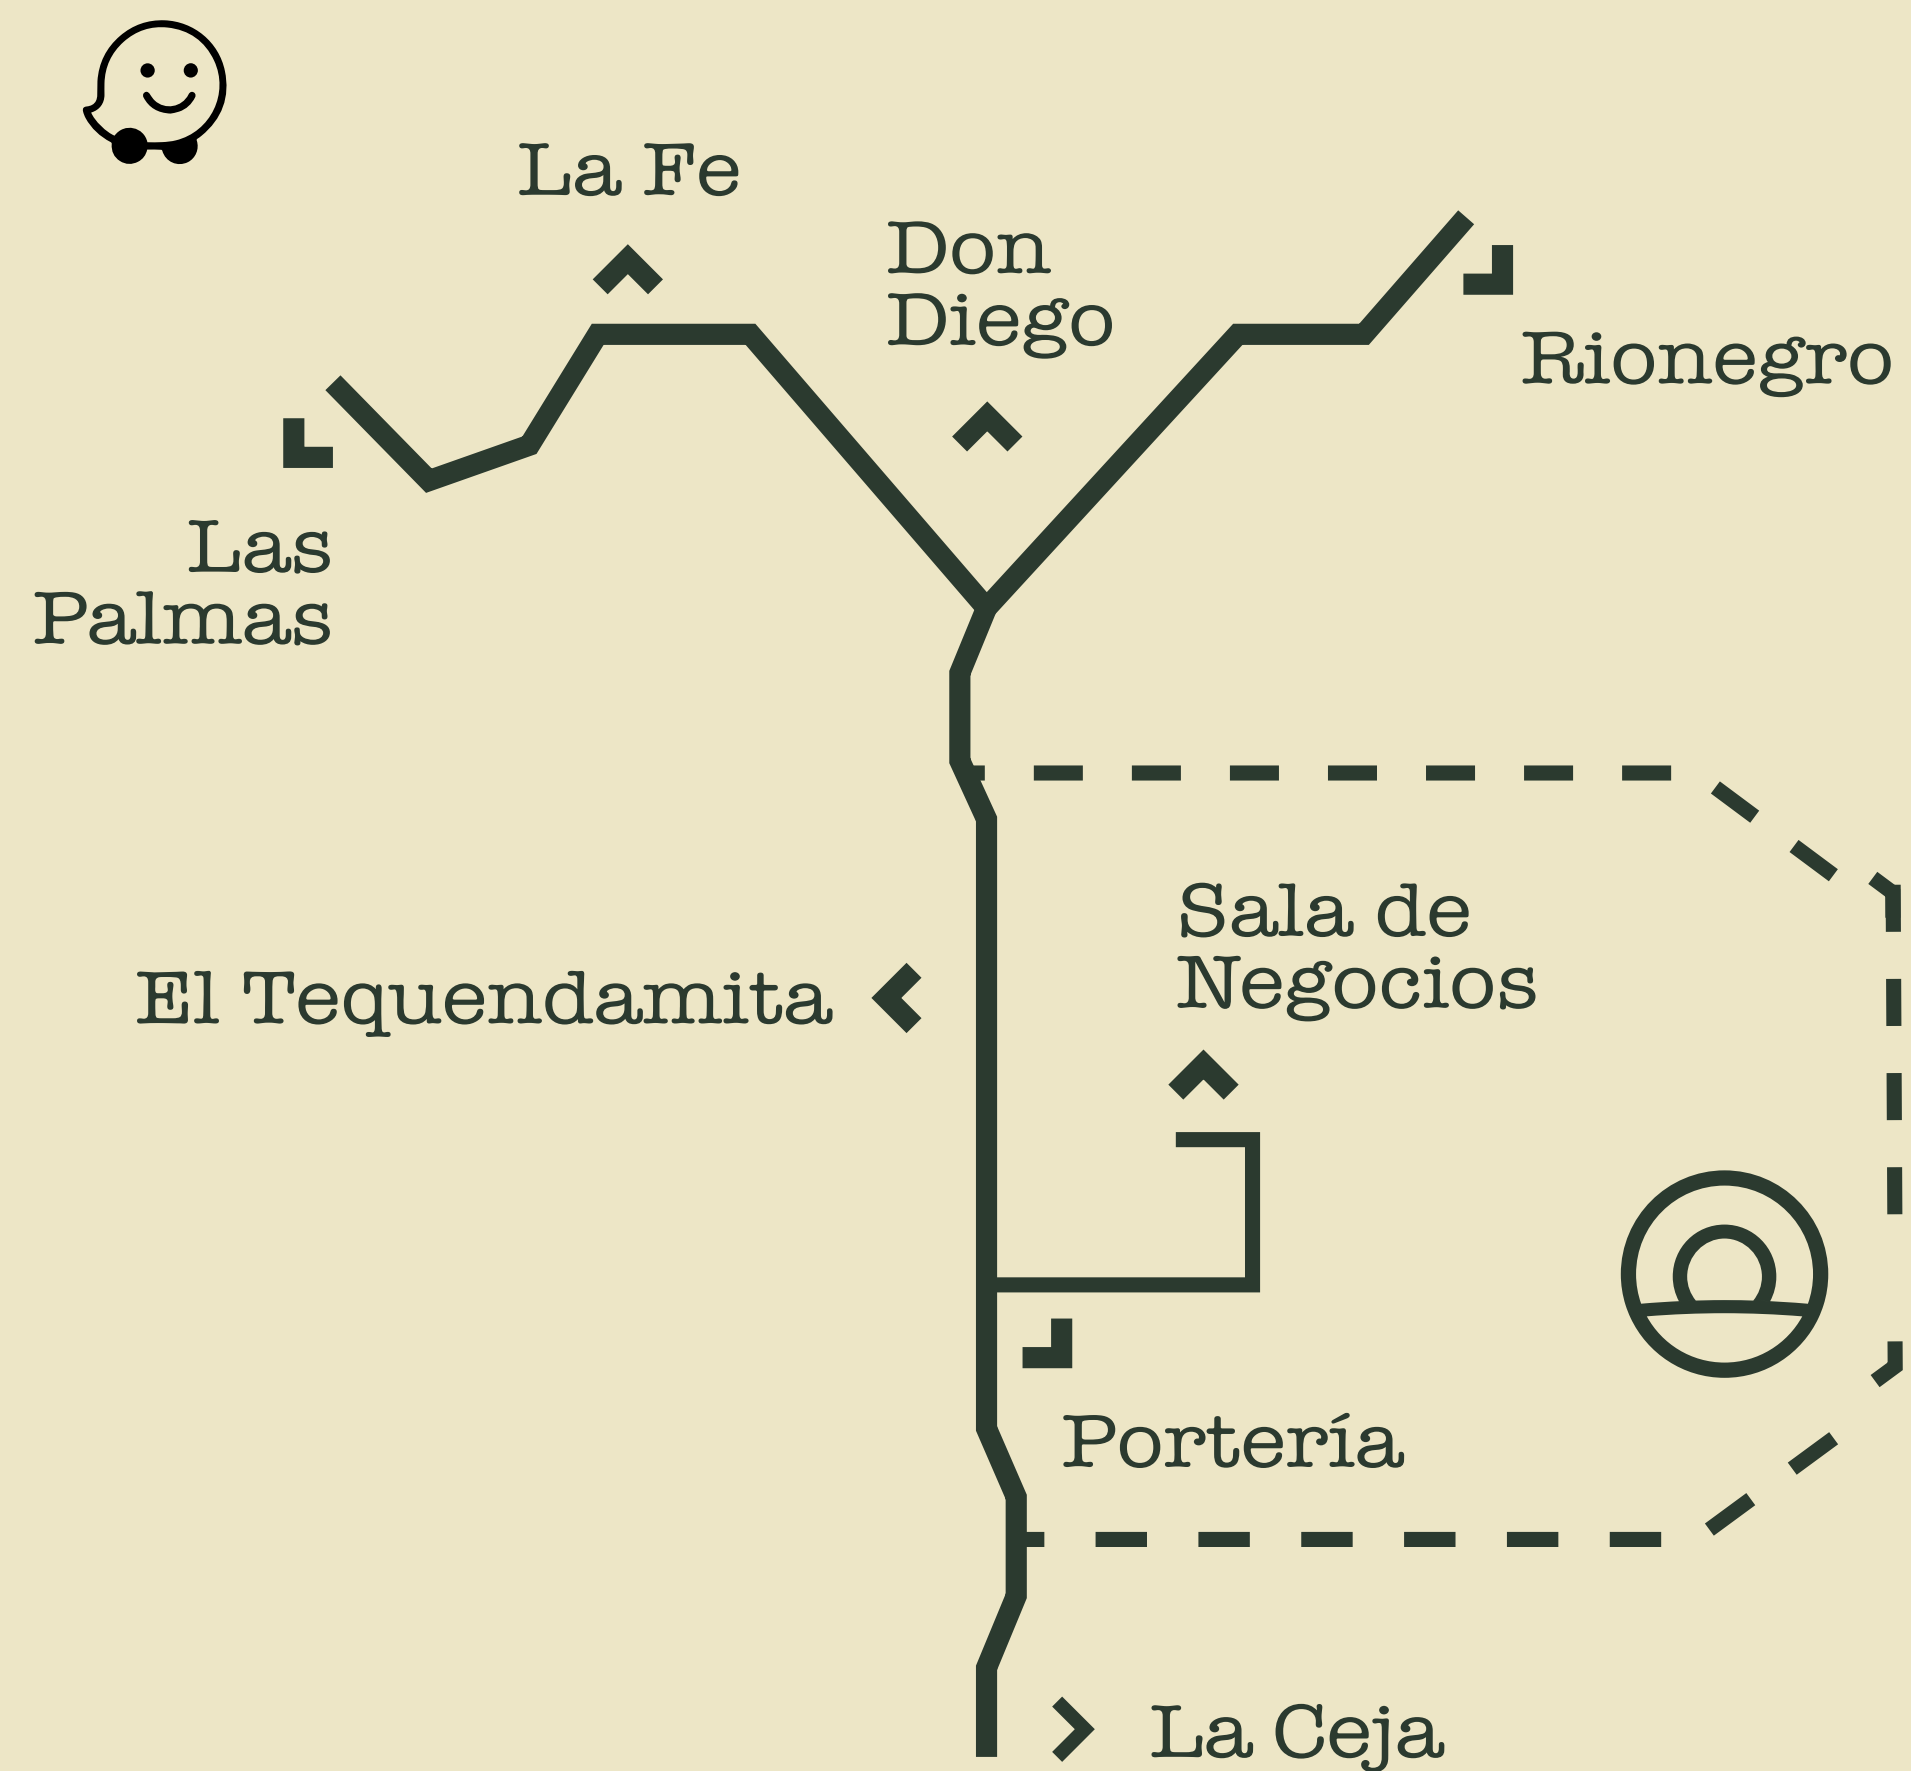 La Fe
Don
Diego
Rionegro
Las
Palmas
Sala de
Negocios
El Tequendamita
Portería
La Ceja